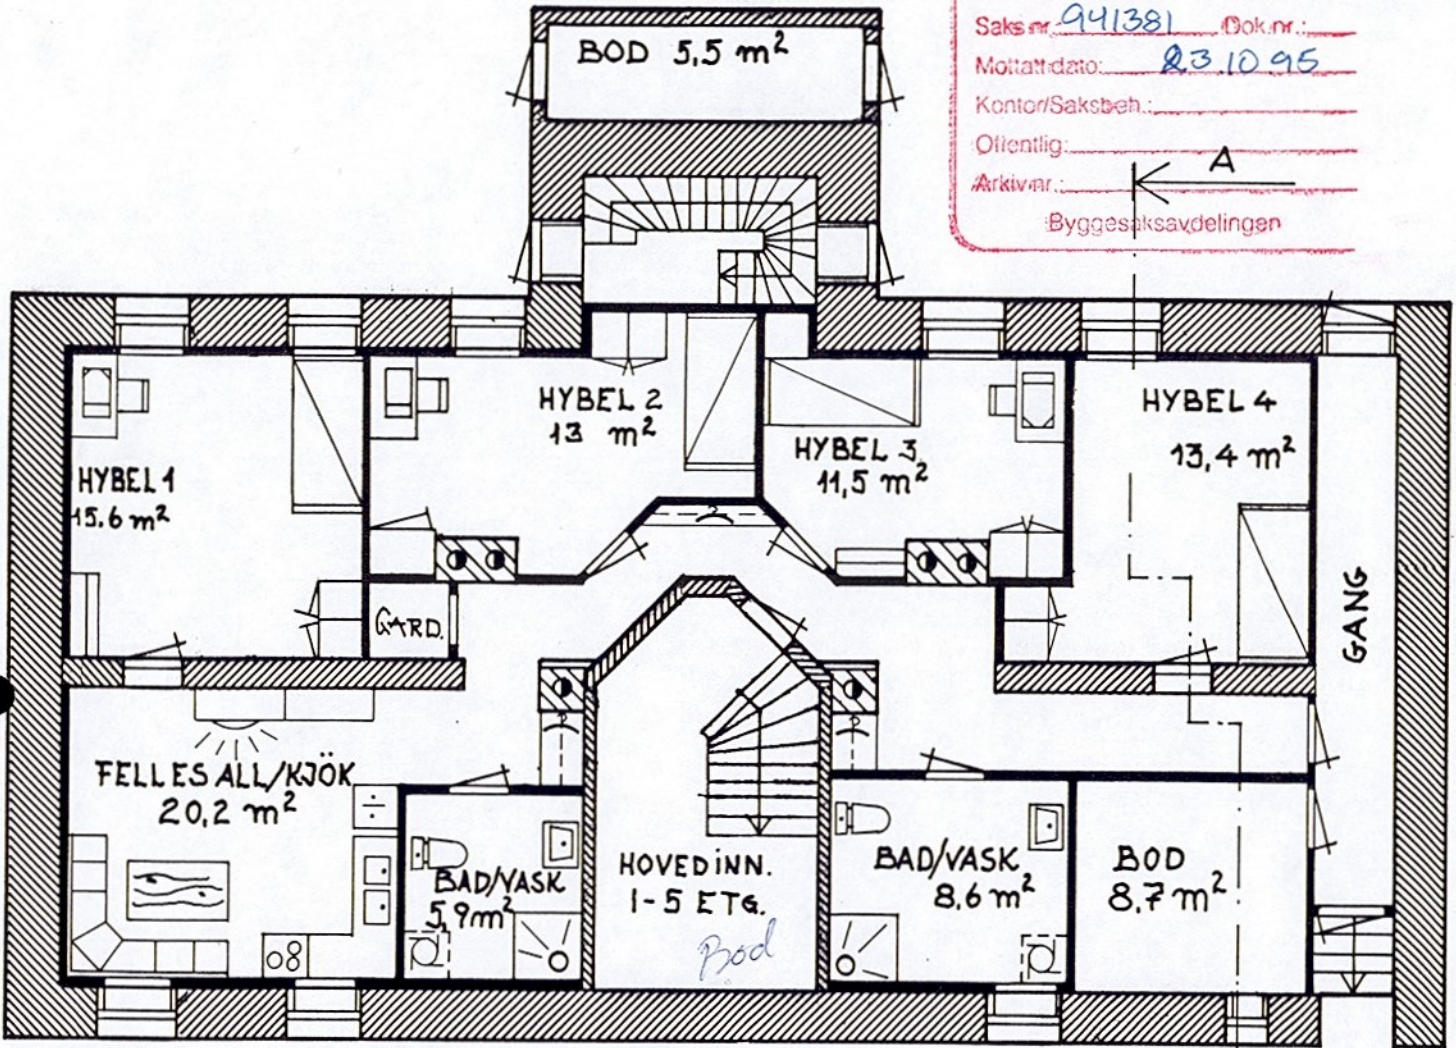 BOD 5,5 m²
Saks nr. 941381 Dok.nr.:
Mottatt dato: 23 10 95
Kontor/Saksbeh.:
Offentlig:
Arkivnr.:
Byggesaksavdelingen
A
HYBEL 1
15.6 m²
HYBEL 2
13 m²
HYBEL 3
11,5 m²
HYBEL 4
13,4 m²
GARD.
GANG
FELLES ALL/KJÖK
20,2 m²
BAD/VASK
5,9 m²
HOVEDINN.
1-5 ETG.
Bod
BAD/VASK
8,6 m²
BOD
8,7 m²